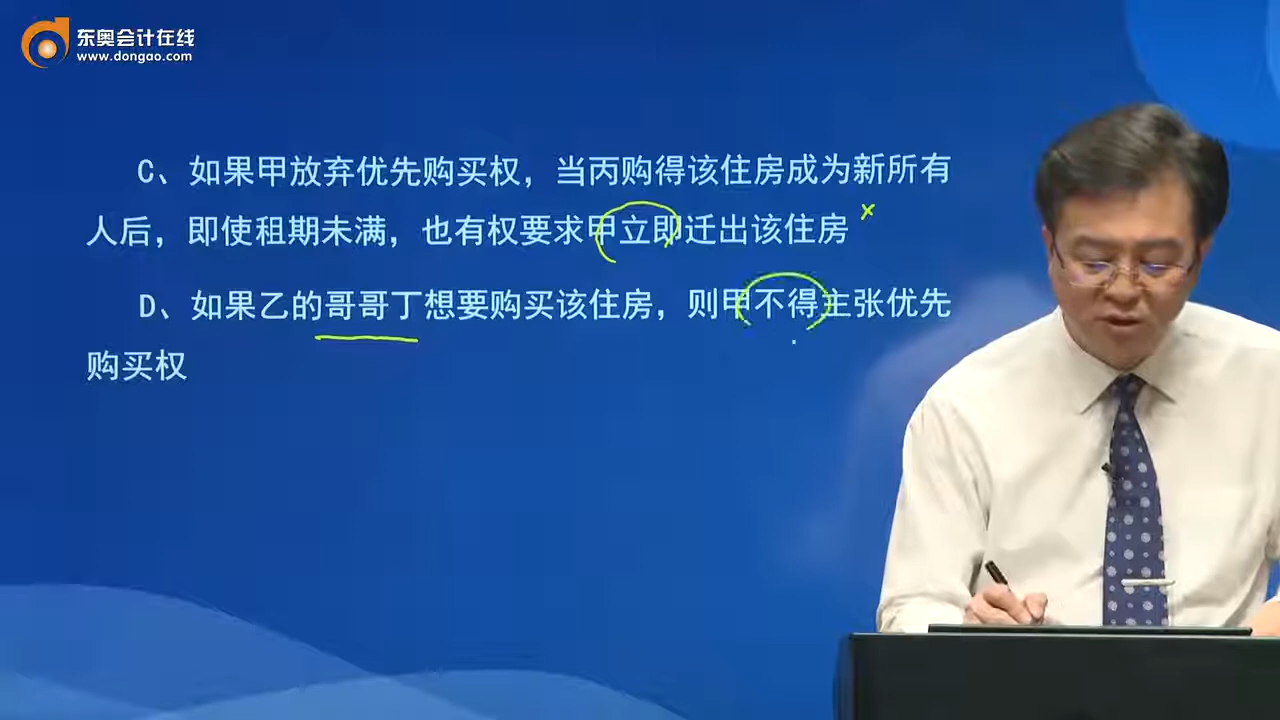 东奥会计在线
www.dongao.com
C、如果甲放弃优先购买权，当丙购得该住房成为新所有
人后，即使租期未满，也有权要求甲立即迁出该住房 ×
D、如果乙的哥哥丁想要购买该住房，则甲不得主张优先
购买权